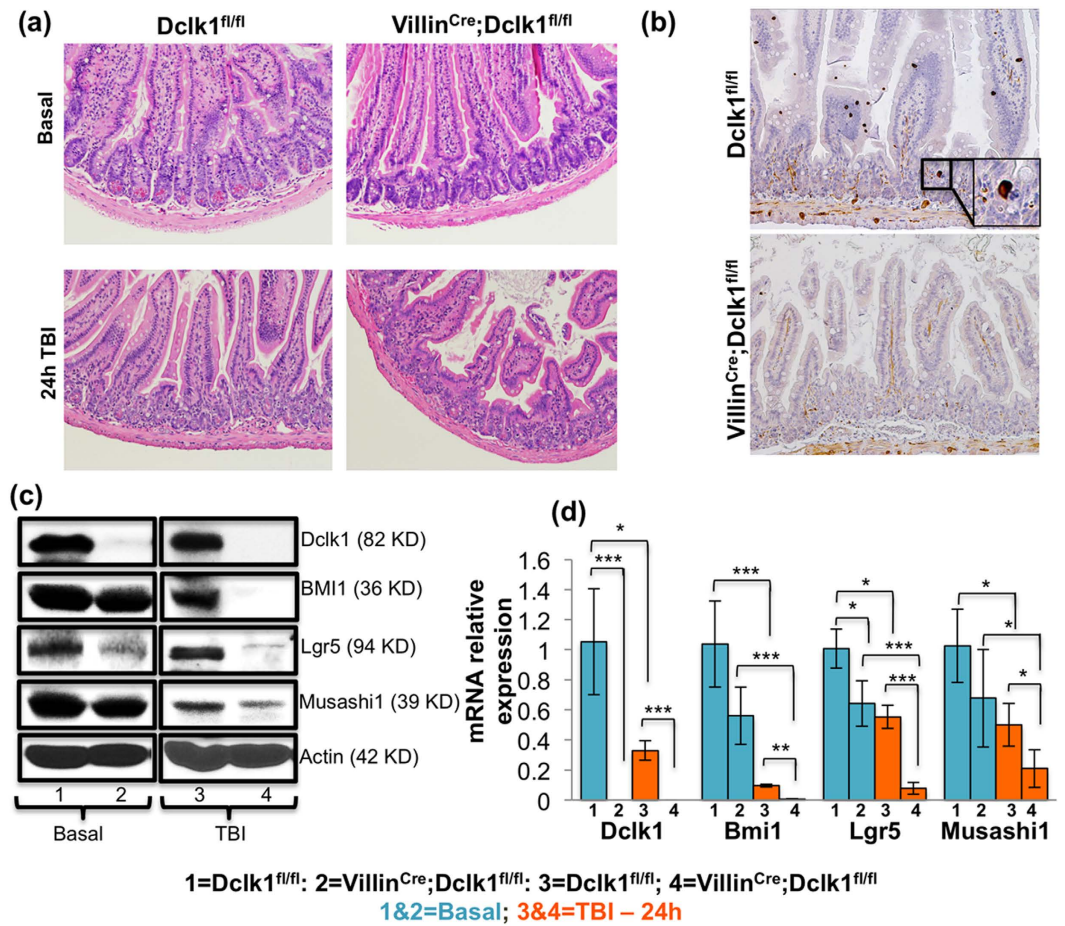 (a)
Dclk1fl/fl
VillinCre;Dclk1fl/fl
Basal
24h TBI
(b)
Dclk1fl/fl
VillinCre;Dclk1fl/fl
(c)
Dclk1 (82 KD)
BMI1 (36 KD)
Lgr5 (94 KD)
Musashi1 (39 KD)
Actin (42 KD)
1 2 3 4
Basal TBI
(d)
mRNA relative
expression
1.6
1.4
1.2
1
0.8
0.6
0.4
0.2
0
* *** ***
*** *** **
* * *** ***
* * *
1 2 3 4 1 2 3 4 1 2 3 4 1 2 3 4
Dclk1 Bmi1 Lgr5 Musashi1
1=Dclk1fl/fl: 2=VillinCre;Dclk1fl/fl: 3=Dclk1fl/fl; 4=VillinCre;Dclk1fl/fl
1&2=Basal; 3&4=TBI – 24h